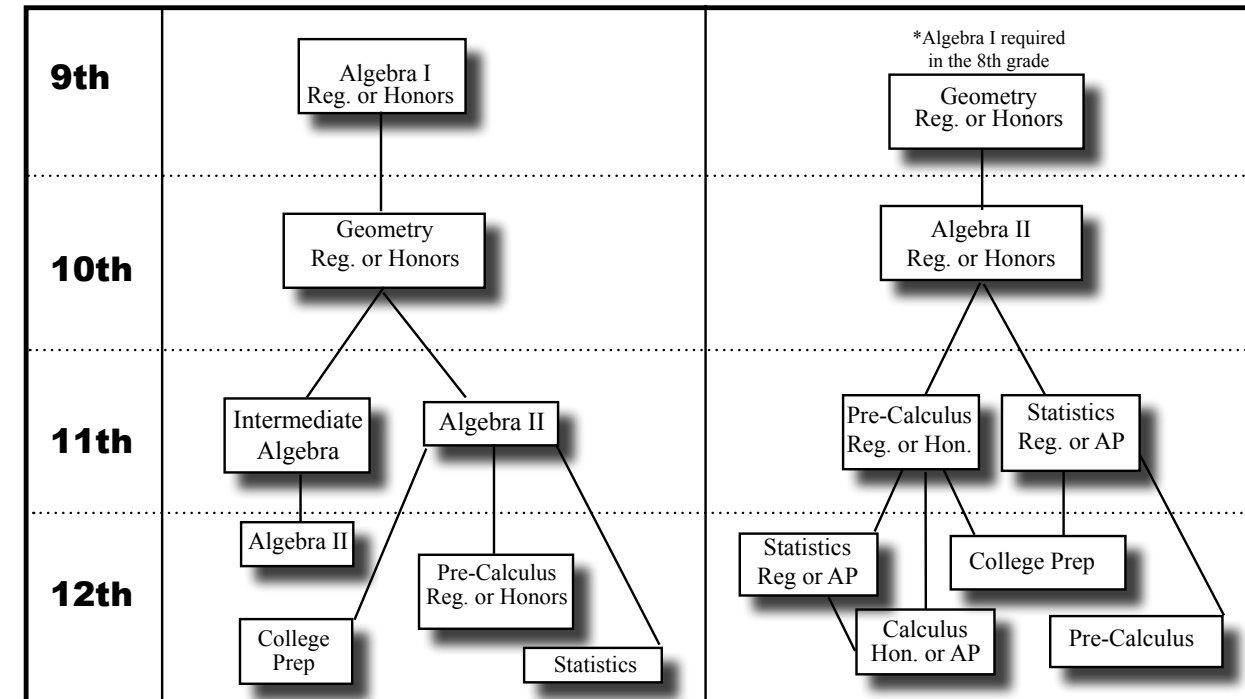 9th
Algebra I
Reg. or Honors
*Algebra I required
in the 8th grade
Geometry
Reg. or Honors
10th
Geometry
Reg. or Honors
Algebra II
Reg. or Honors
11th
Intermediate
Algebra
Algebra II
Pre-Calculus
Reg. or Hon.
Statistics
Reg. or AP
12th
Algebra II
Pre-Calculus
Reg. or Honors
College
Prep
Statistics
Statistics
Reg or AP
College Prep
Calculus
Hon. or AP
Pre-Calculus